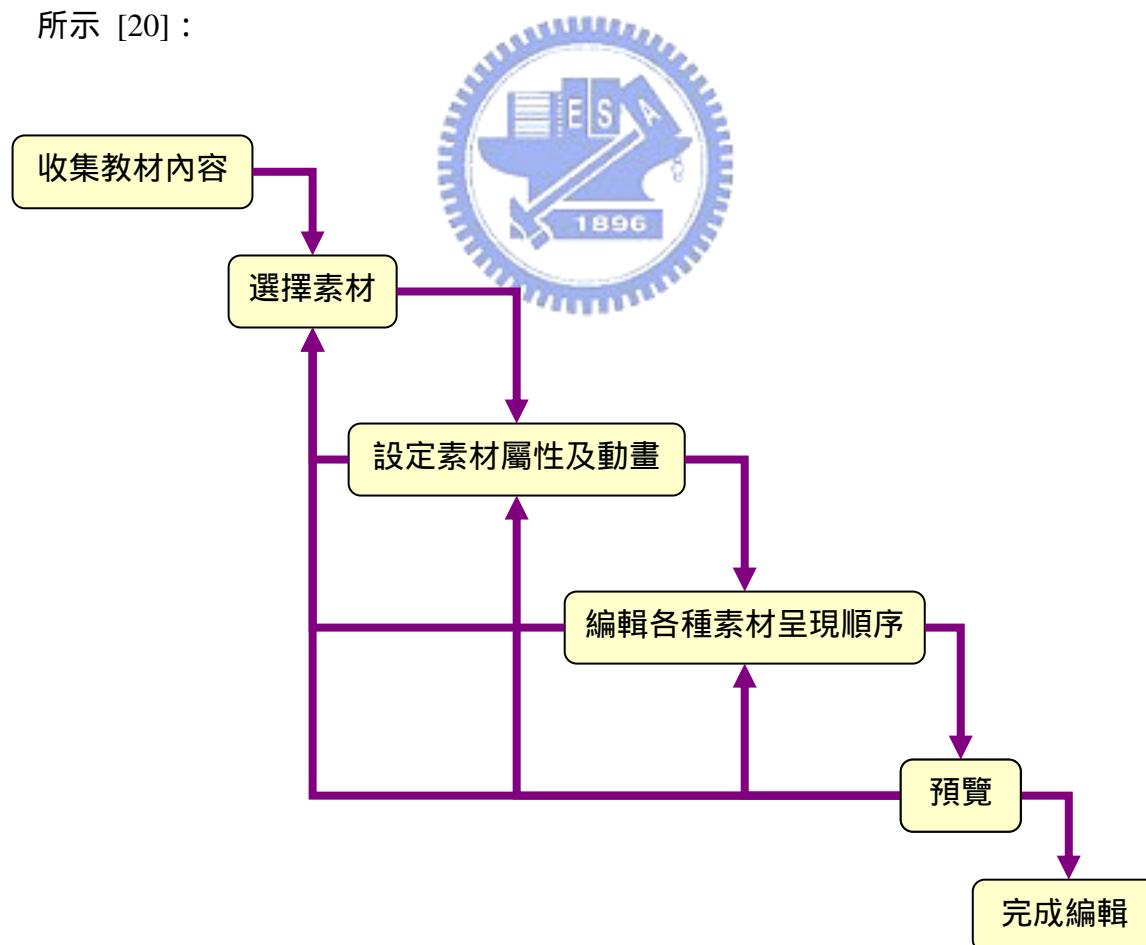 所示 [20]：
E S A
1896
收集教材內容
選擇素材
設定素材屬性及動畫
編輯各種素材呈現順序
預覽
完成編輯